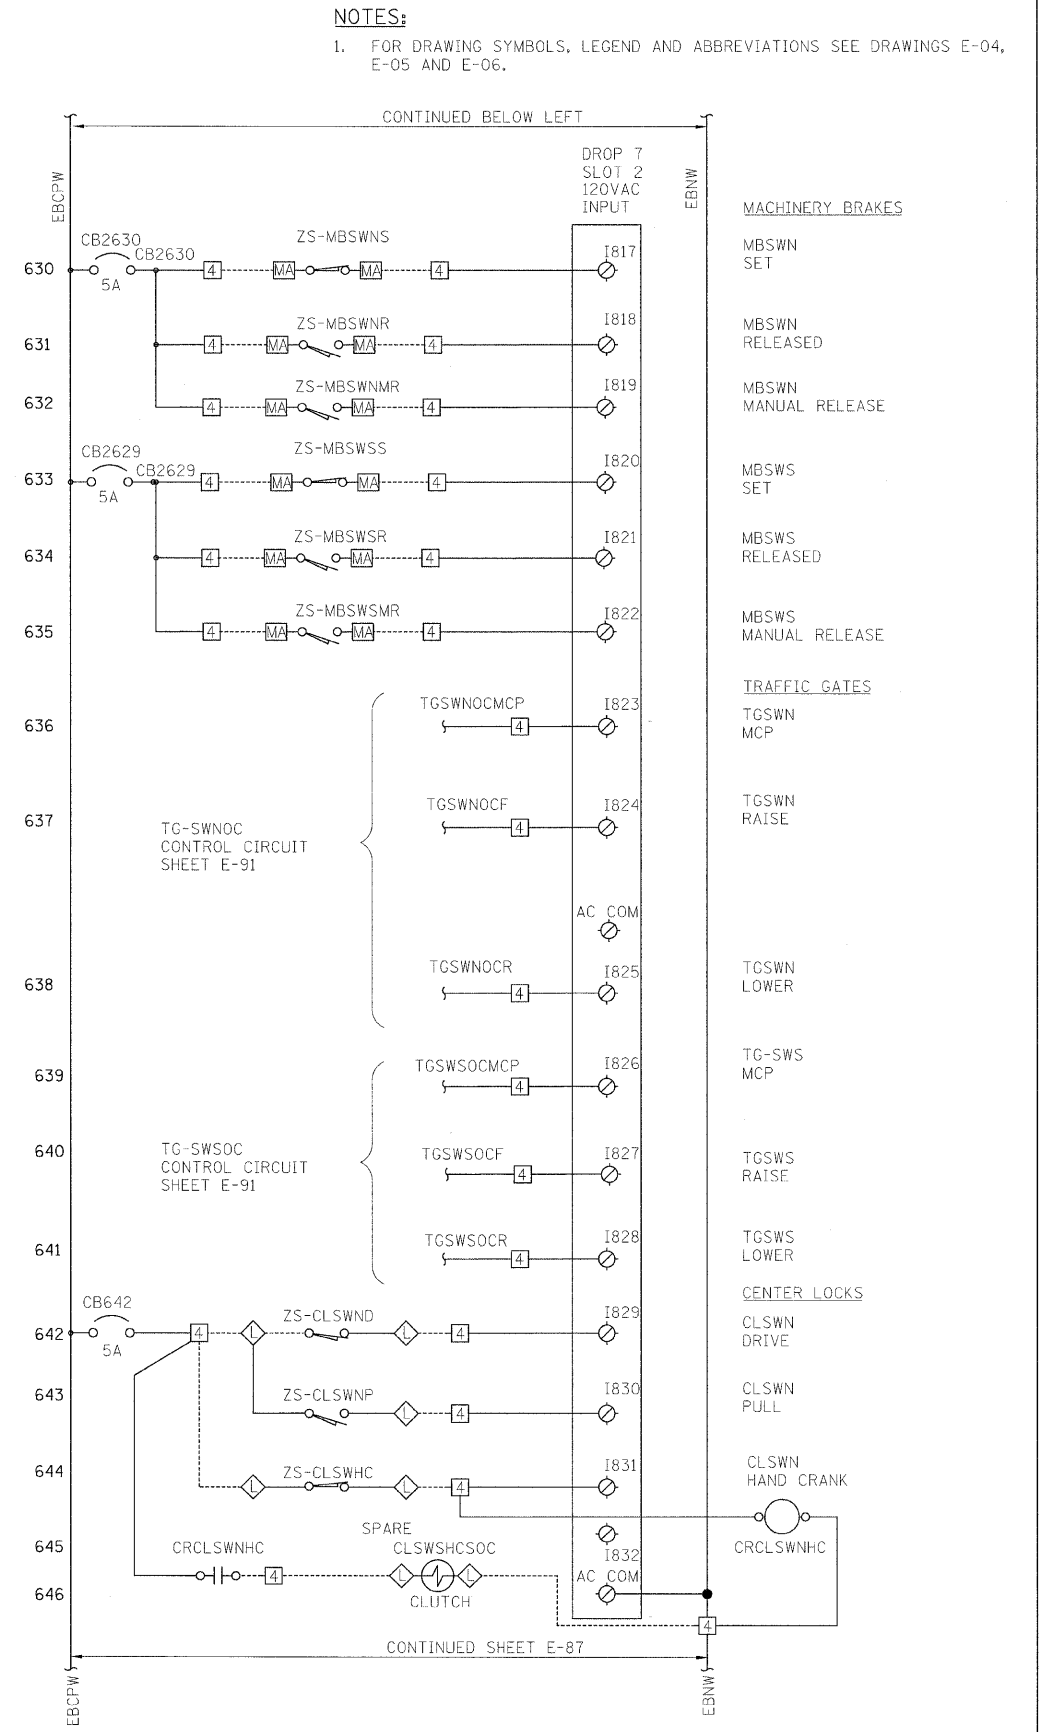 NOTES:
1. FOR DRAWING SYMBOLS, LEGEND AND ABBREVIATIONS SEE DRAWINGS E-04,
E-05 AND E-06.
CONTINUED BELOW LEFT
EBCPW
EBNW
DROP 7
SLOT 2
120VAC
INPUT
MACHINERY BRAKES
630
CB2630
CB2630
5A
4
MA
ZS-MBSWNS
MA
4
I817
MBSWN
SET
631
4
MA
ZS-MBSWNR
MA
4
I818
MBSWN
RELEASED
632
4
MA
ZS-MBSWNMR
MA
4
I819
MBSWN
MANUAL RELEASE
633
CB2629
CB2629
5A
4
MA
ZS-MBSWSS
MA
4
I820
MBSWS
SET
634
4
MA
ZS-MBSWSR
MA
4
I821
MBSWS
RELEASED
635
4
MA
ZS-MBSWSMR
MA
4
I822
MBSWS
MANUAL RELEASE
TRAFFIC GATES
636
TGSWNOCMCP
4
I823
TGSWN
MCP
637
TGSWNOCF
4
I824
TGSWN
RAISE
TG-SWNOC
CONTROL CIRCUIT
SHEET E-91
AC COM
638
TGSWNOCR
4
I825
TGSWN
LOWER
639
TGSWSOCMCP
4
I826
TG-SWS
MCP
640
TG-SWSOC
CONTROL CIRCUIT
SHEET E-91
TGSWSOCF
4
I827
TGSWS
RAISE
641
TGSWSOCR
4
I828
TGSWS
LOWER
CENTER LOCKS
642
CB642
5A
4
L
ZS-CLSWND
L
4
I829
CLSWN
DRIVE
643
ZS-CLSWNP
L
4
I830
CLSWN
PULL
644
L
ZS-CLSWHC
L
4
I831
CLSWN
HAND CRANK
645
SPARE
I832
CRCLSWNHC
646
CRCLSWNHC
4
L
CLSWSHCSOC
L
CLUTCH
AC COM
4
CONTINUED SHEET E-87
EBCPW
EBNW